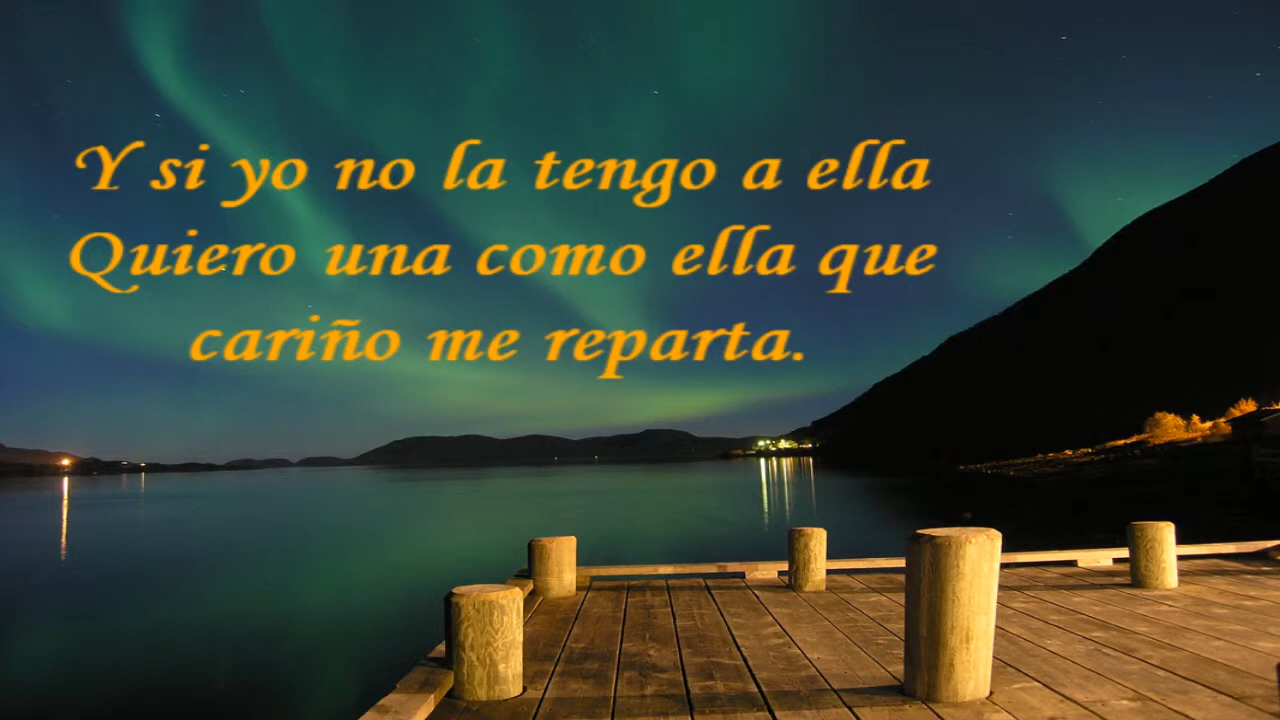 Y si yo no la tengo a ella
Quiero una como ella que
cariño me reparta.